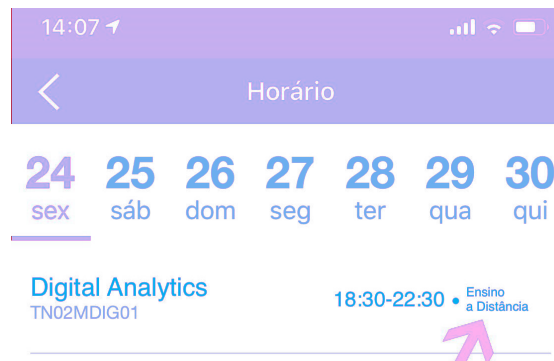 14:07
Horário
24 25 26 27 28 29 30
sex sáb dom seg ter qua qui
Digital Analytics
18:30-22:30 • Ensino
a Distância
TN02MDIG01